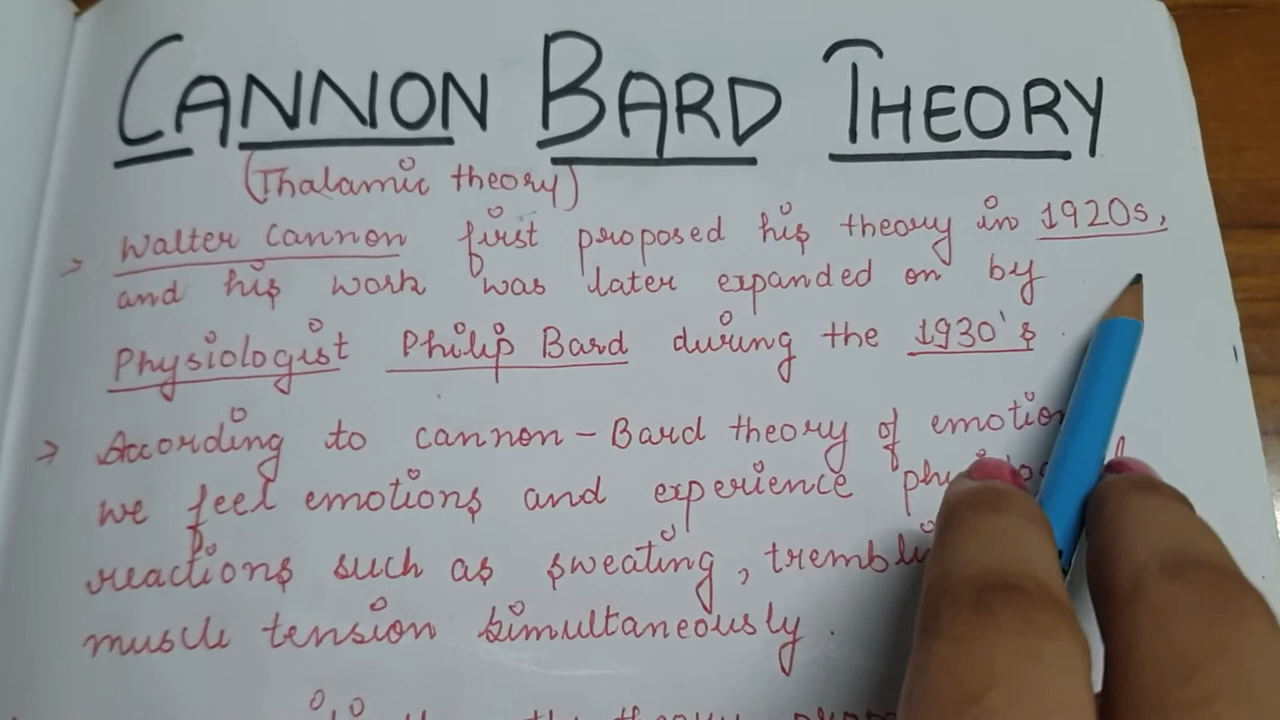 CANNON BARD THEORY
(Thalamic theory)
> Walter Cannon first proposed his theory in 1920s,
and his work was later expanded on by
Physiologist Philip Bard during the 1930's
> According to cannon - Bard theory of emotion
we feel emotions and experience
reactions such as sweating,
muscle tension simultaneously.
the theory